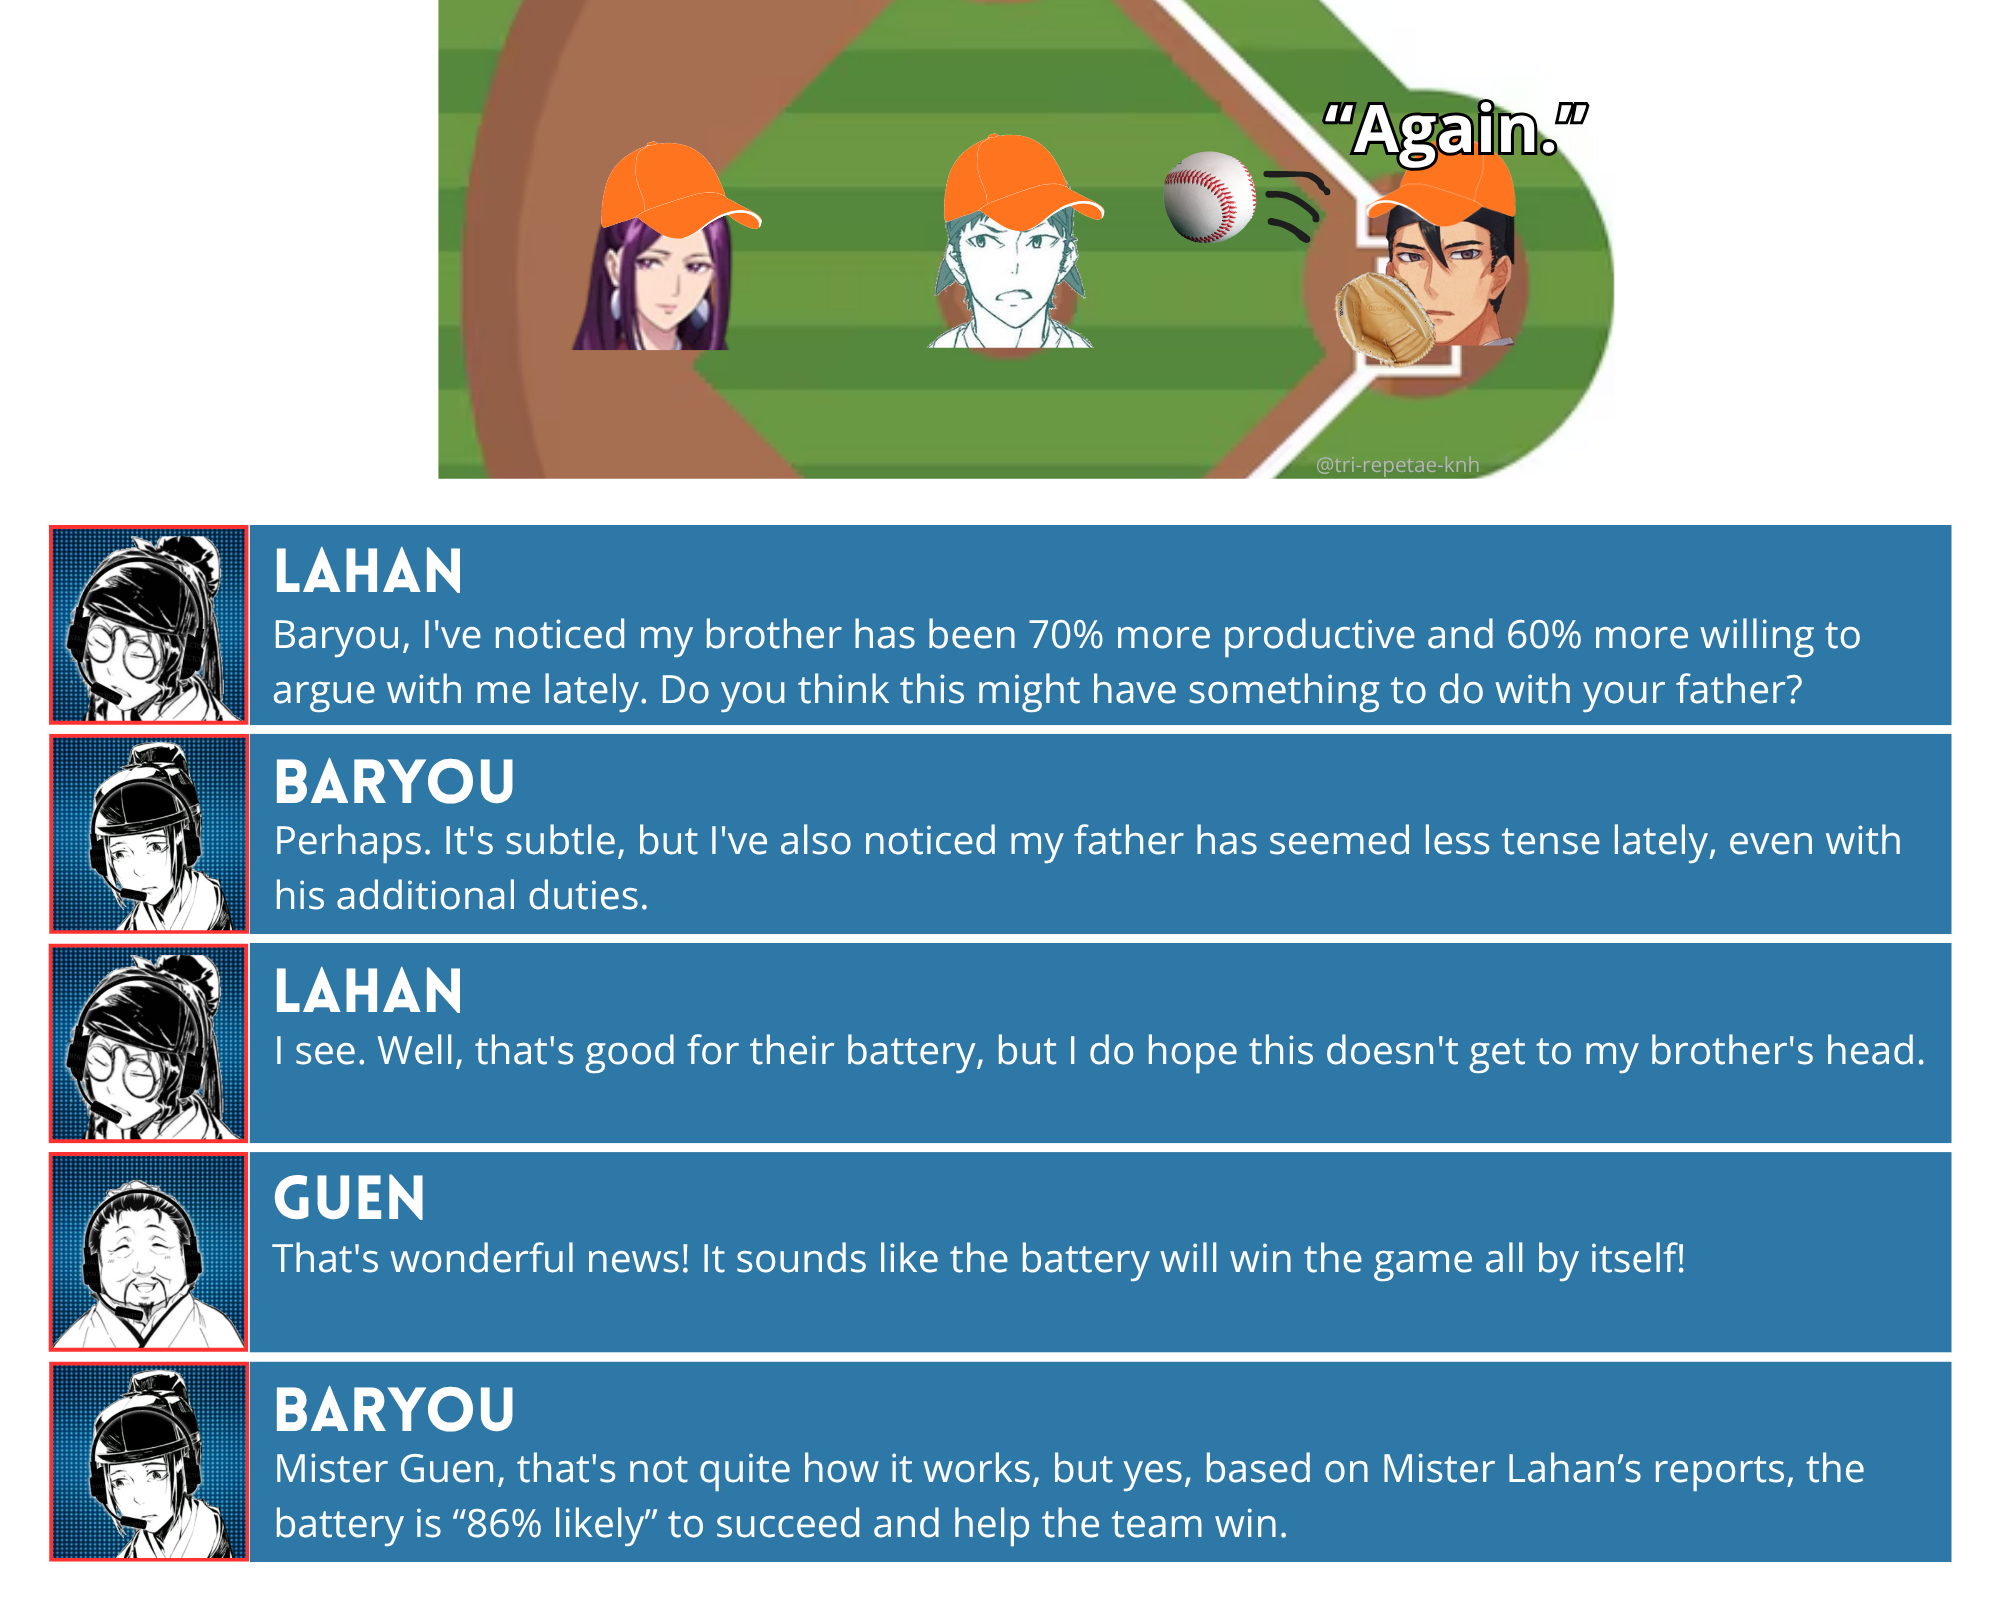 “Again.”
@tri-repetae-knh
LAHAN
Baryou, I've noticed my brother has been 70% more productive and 60% more willing to
argue with me lately. Do you think this might have something to do with your father?
BARYOU
Perhaps. It's subtle, but I've also noticed my father has seemed less tense lately, even with
his additional duties.
LAHAN
I see. Well, that's good for their battery, but I do hope this doesn't get to my brother's head.
GUEN
That's wonderful news! It sounds like the battery will win the game all by itself!
BARYOU
Mister Guen, that's not quite how it works, but yes, based on Mister Lahan’s reports, the
battery is “86% likely” to succeed and help the team win.